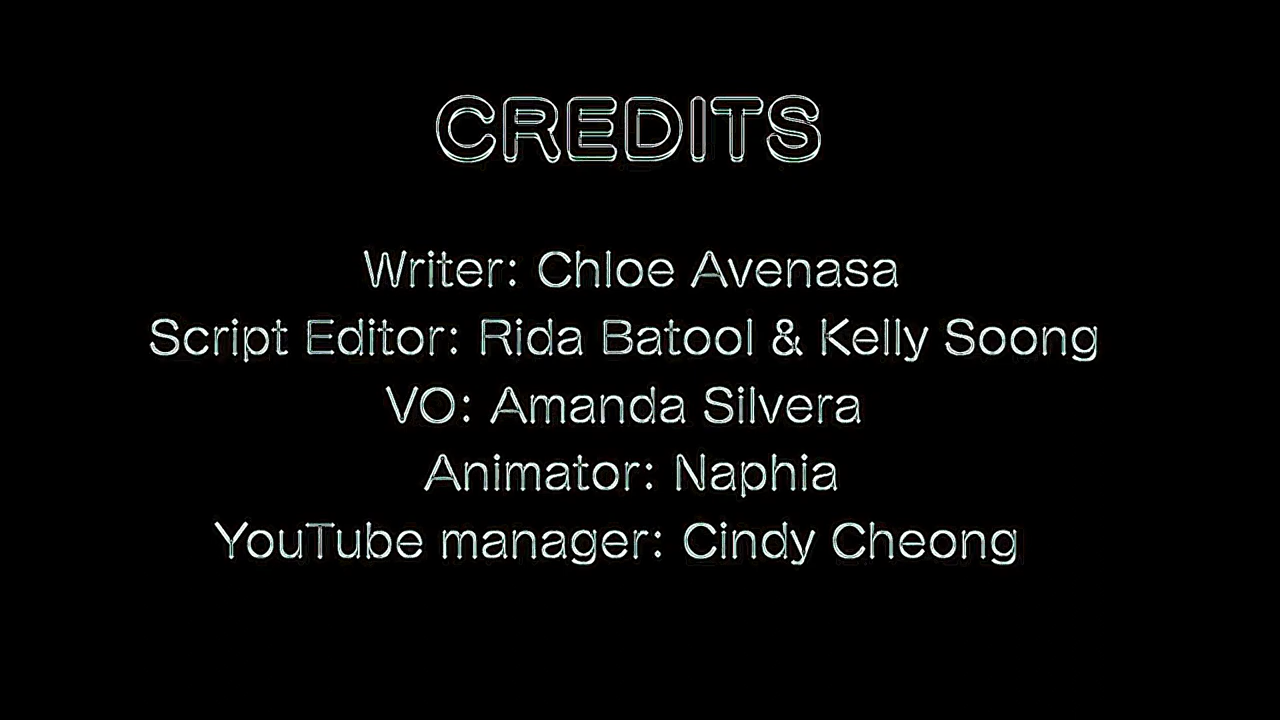 CREDITS
Writer: Chloe Avenasa
Script Editor: Rida Batool & Kelly Soong
VO: Amanda Silvera
Animator: Naphia
YouTube manager: Cindy Cheong